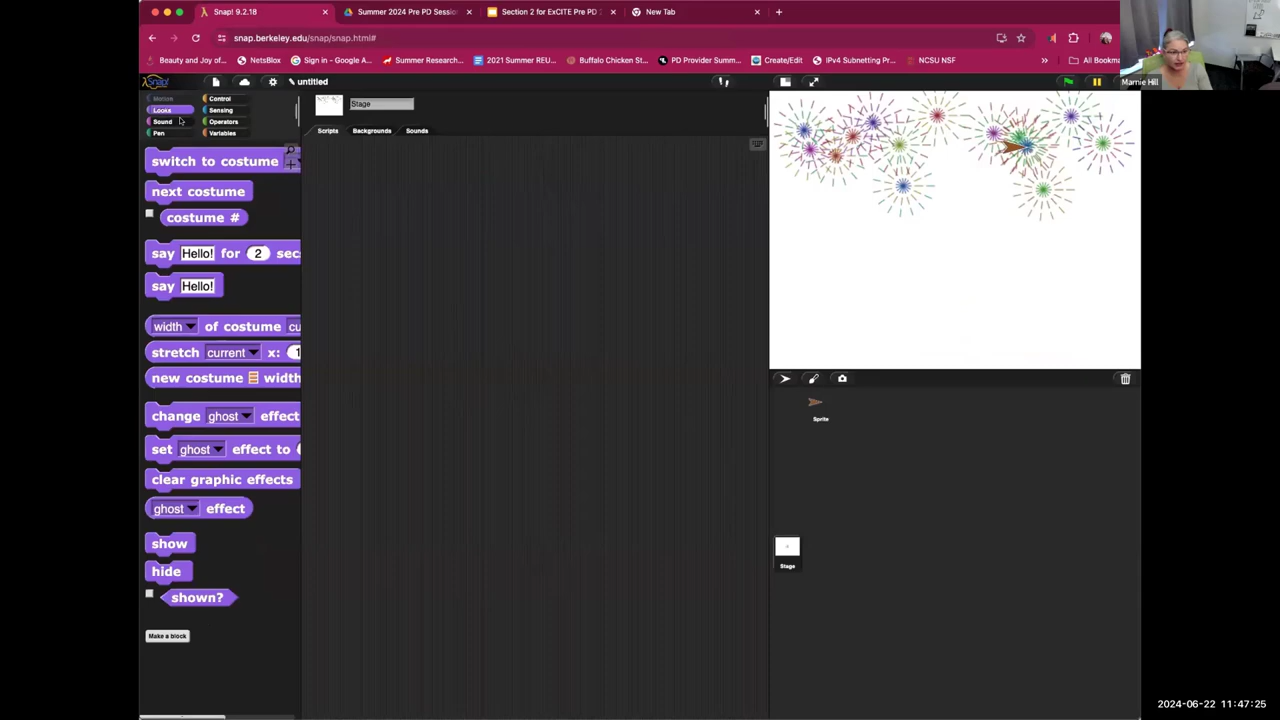 Snap! 9.2.18
Summer 2024 Pre PD Sessi
Section 2 for ExCITE Pre PD
New Tab
snap.berkeley.edu/snap/snap.html#
Beauty and Joy of...
NetsBlox
Sign in - Google A...
Summer Research...
2021 Summer REU...
Buffalo Chicken St...
PD Provider Summ...
Create/Edit
IPv4 Subnetting Pr...
NCSU NSF
All Bookma
Marnie Hill
Snap!
untitled
Motion
Control
Looks
Sensing
Sound
Operators
Pen
Variables
Stage
Scripts
Backgrounds
Sounds
switch to costume
next costume
costume #
say Hello! for 2 sec
say Hello!
width of costume cu
stretch current x: 1
new costume width
change ghost effect
set ghost effect to
clear graphic effects
ghost effect
show
hide
shown?
Make a block
Sprite
Stage
2024-06-22 11:47:25